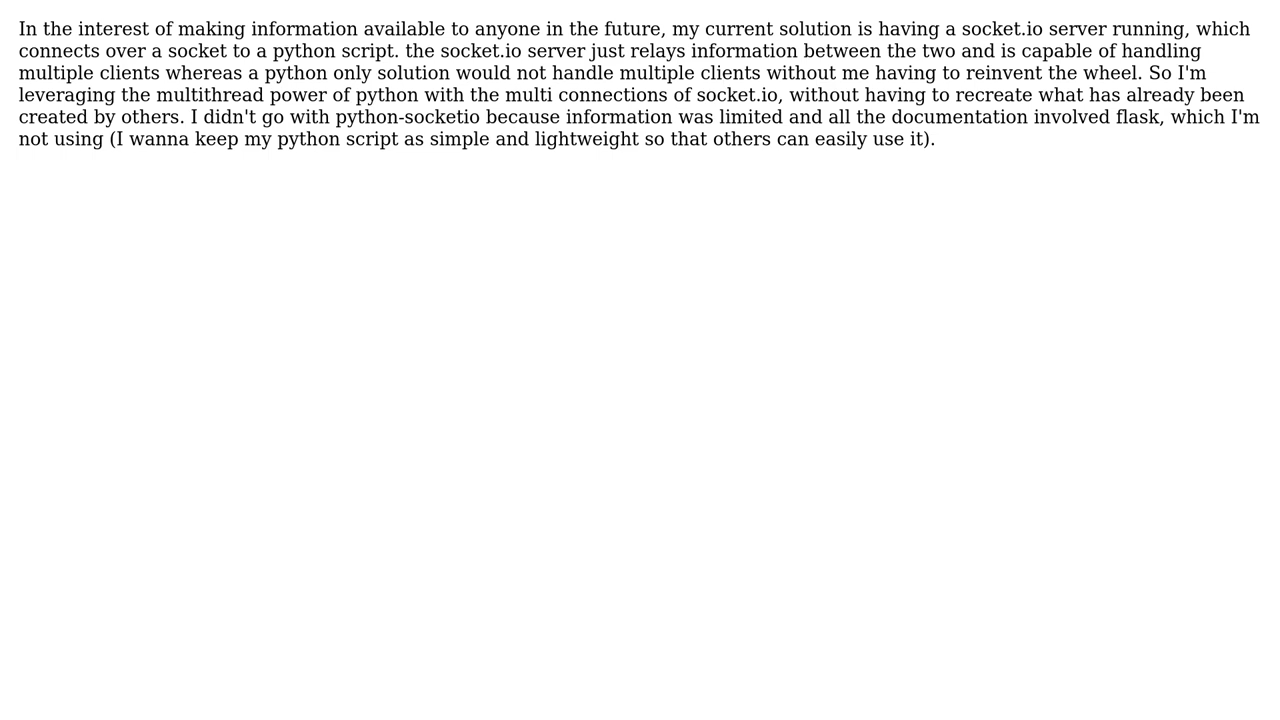 In the interest of making information available to anyone in the future, my current solution is having a socket.io server running, which
connects over a socket to a python script. the socket.io server just relays information between the two and is capable of handling
multiple clients whereas a python only solution would not handle multiple clients without me having to reinvent the wheel. So I'm
leveraging the multithread power of python with the multi connections of socket.io, without having to recreate what has already been
created by others. I didn't go with python-socketio because information was limited and all the documentation involved flask, which I'm
not using (I wanna keep my python script as simple and lightweight so that others can easily use it).